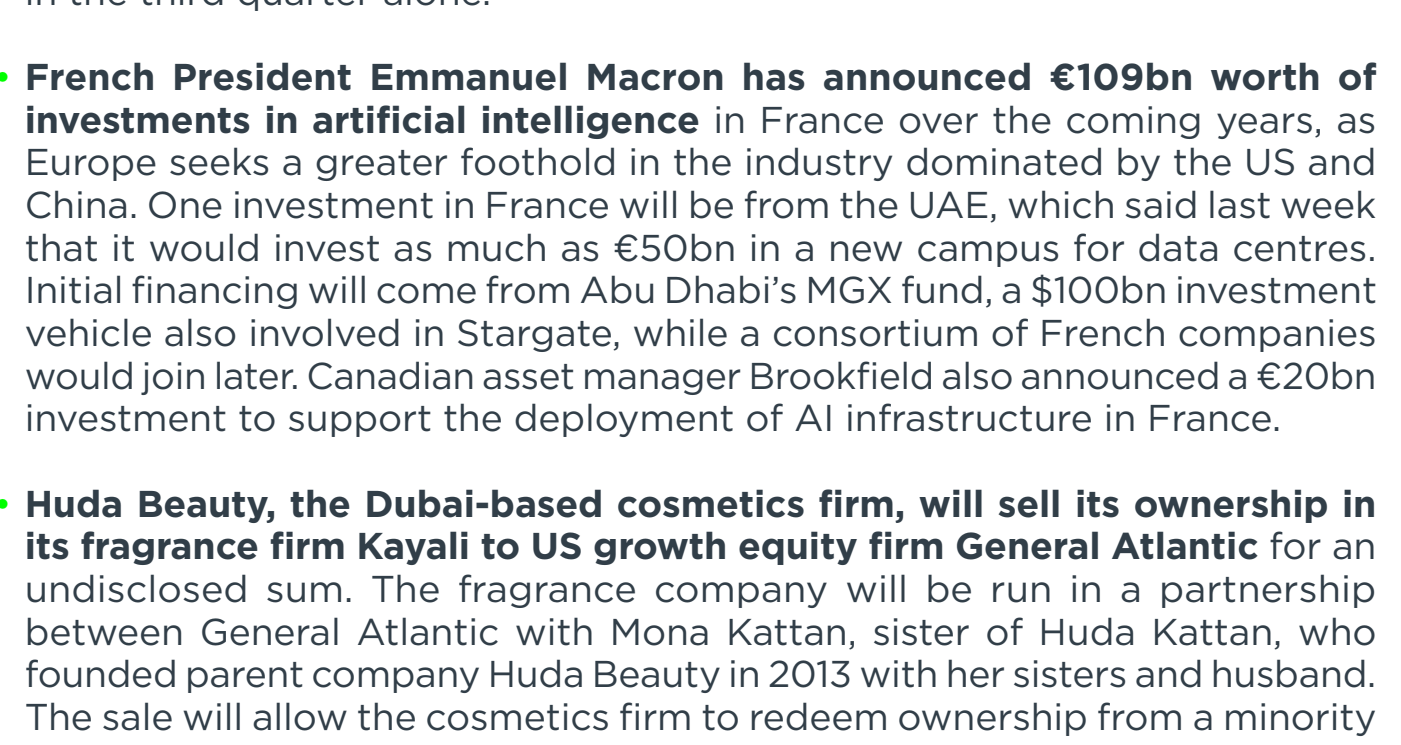 in the third quarter alone.
• French President Emmanuel Macron has announced €109bn worth of
investments in artificial intelligence in France over the coming years, as
Europe seeks a greater foothold in the industry dominated by the US and
China. One investment in France will be from the UAE, which said last week
that it would invest as much as €50bn in a new campus for data centres.
Initial financing will come from Abu Dhabi’s MGX fund, a $100bn investment
vehicle also involved in Stargate, while a consortium of French companies
would join later. Canadian asset manager Brookfield also announced a €20bn
investment to support the deployment of AI infrastructure in France.
• Huda Beauty, the Dubai-based cosmetics firm, will sell its ownership in
its fragrance firm Kayali to US growth equity firm General Atlantic for an
undisclosed sum. The fragrance company will be run in a partnership
between General Atlantic with Mona Kattan, sister of Huda Kattan, who
founded parent company Huda Beauty in 2013 with her sisters and husband.
The sale will allow the cosmetics firm to redeem ownership from a minority